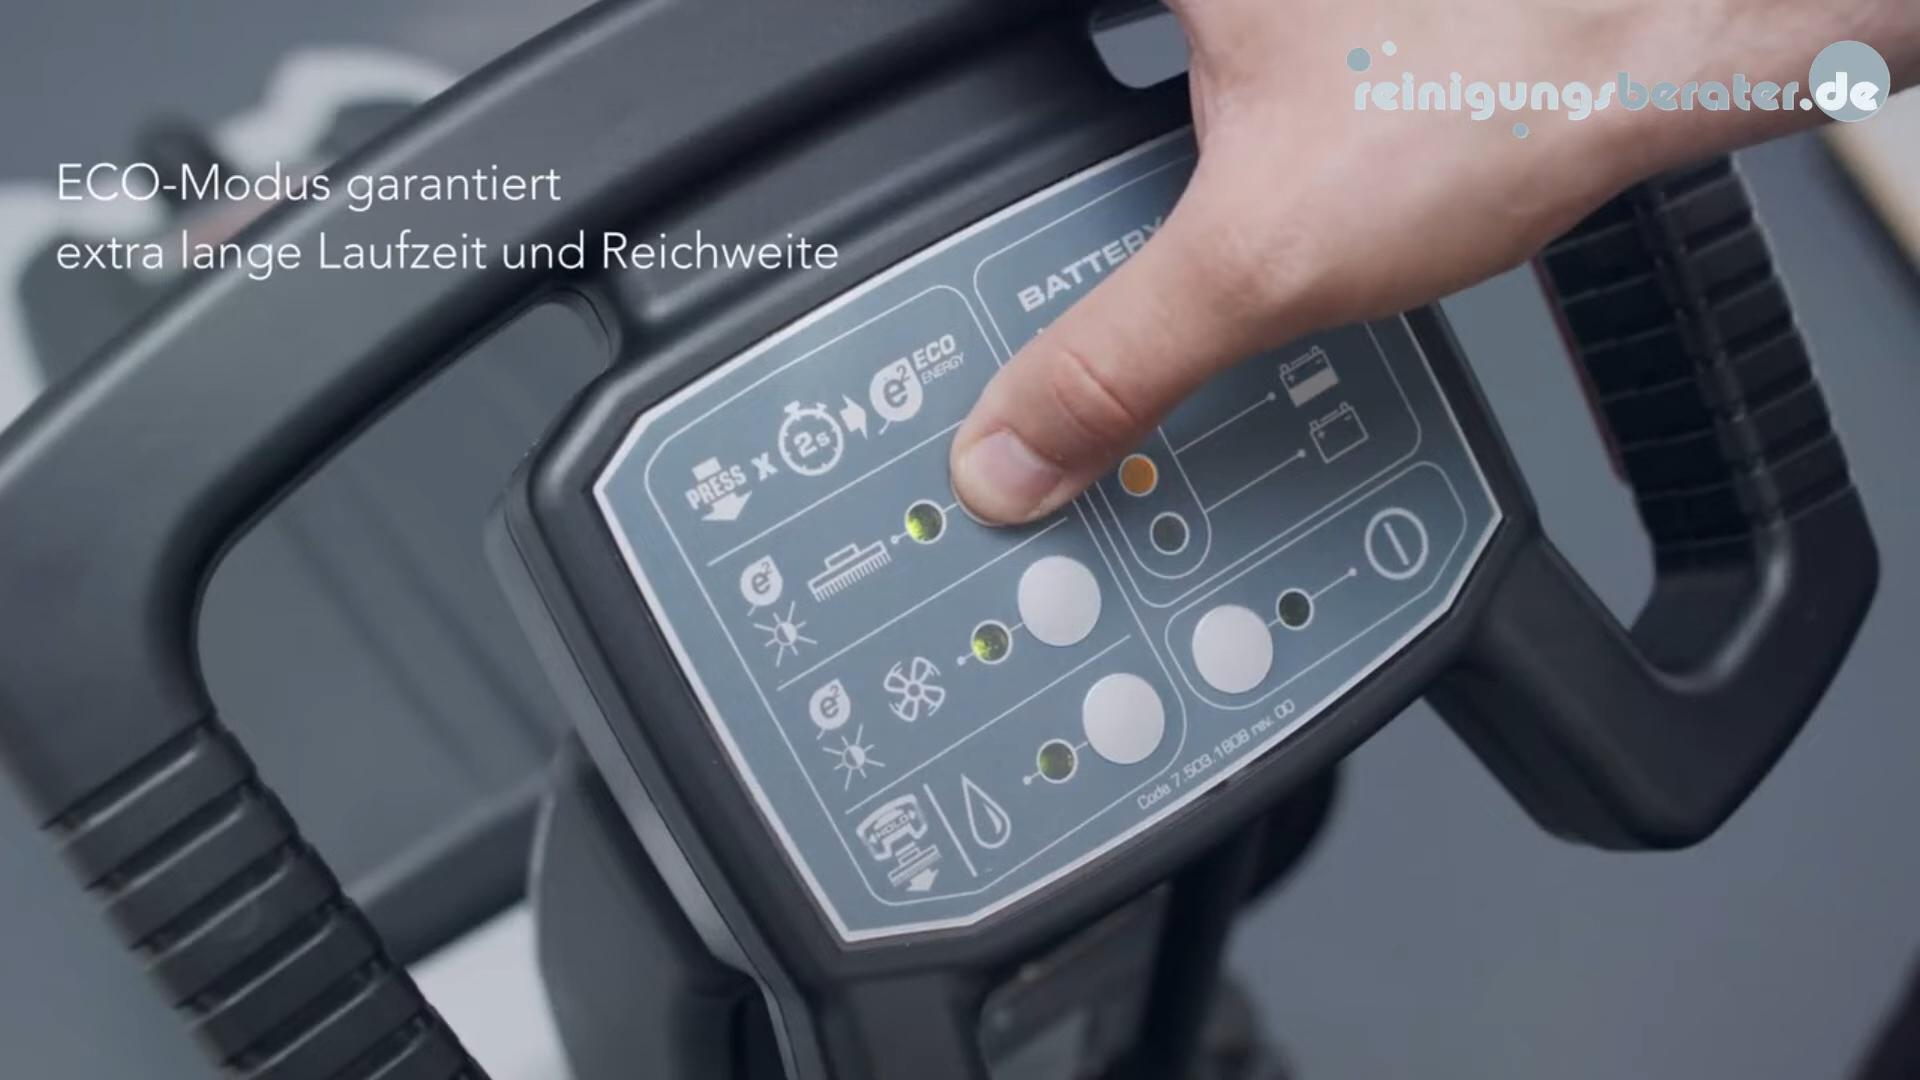 reinigungsberater.de
ECO-Modus garantiert
extra lange Laufzeit und Reichweite
BATTERY
PRESS x 2s e² ECO
ENERGY
e²
e²
HOLD
Code 7.503.1808 rev. 00